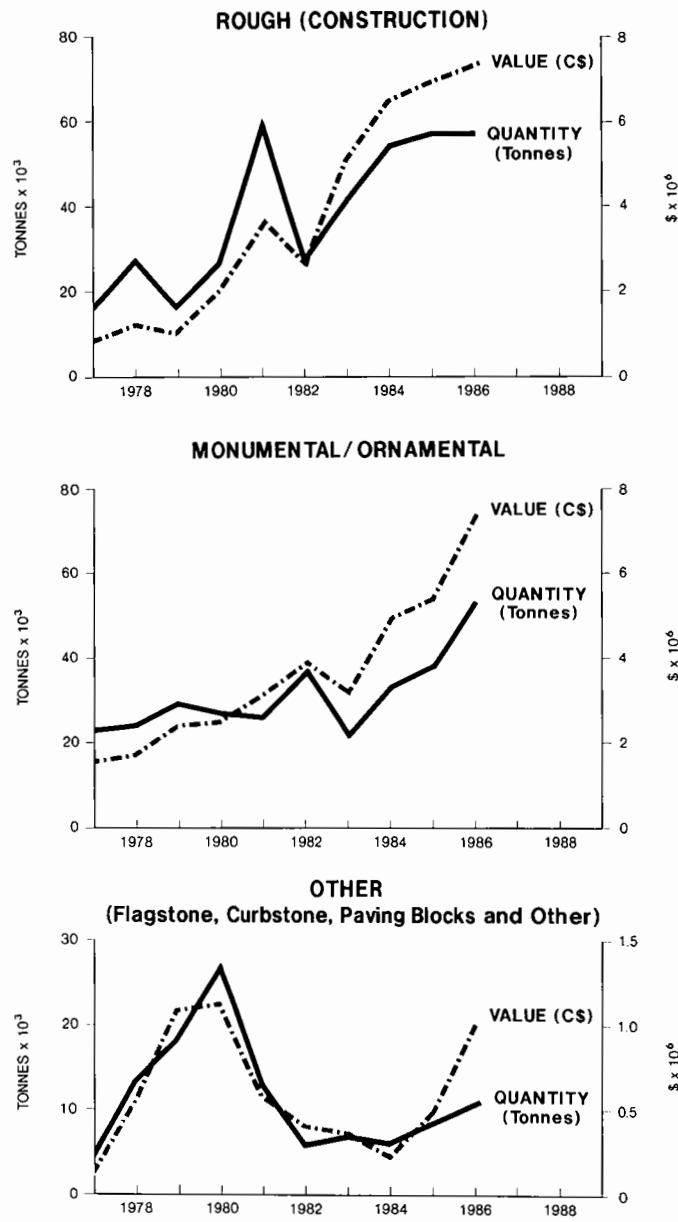 ROUGH (CONSTRUCTION)
80
60
40
20
0
TONNES x 10³
8
6
4
2
0
$ x 10⁶
VALUE (C$)
QUANTITY
(Tonnes)
1978 1980 1982 1984 1986 1988
MONUMENTAL/ORNAMENTAL
80
60
40
20
0
TONNES x 10³
8
6
4
2
0
$ x 10⁶
VALUE (C$)
QUANTITY
(Tonnes)
1978 1980 1982 1984 1986 1988
OTHER
(Flagstone, Curbstone, Paving Blocks and Other)
30
20
10
0
TONNES x 10³
1.5
1.0
0.5
0
$ x 10⁶
VALUE (C$)
QUANTITY
(Tonnes)
1978 1980 1982 1984 1986 1988